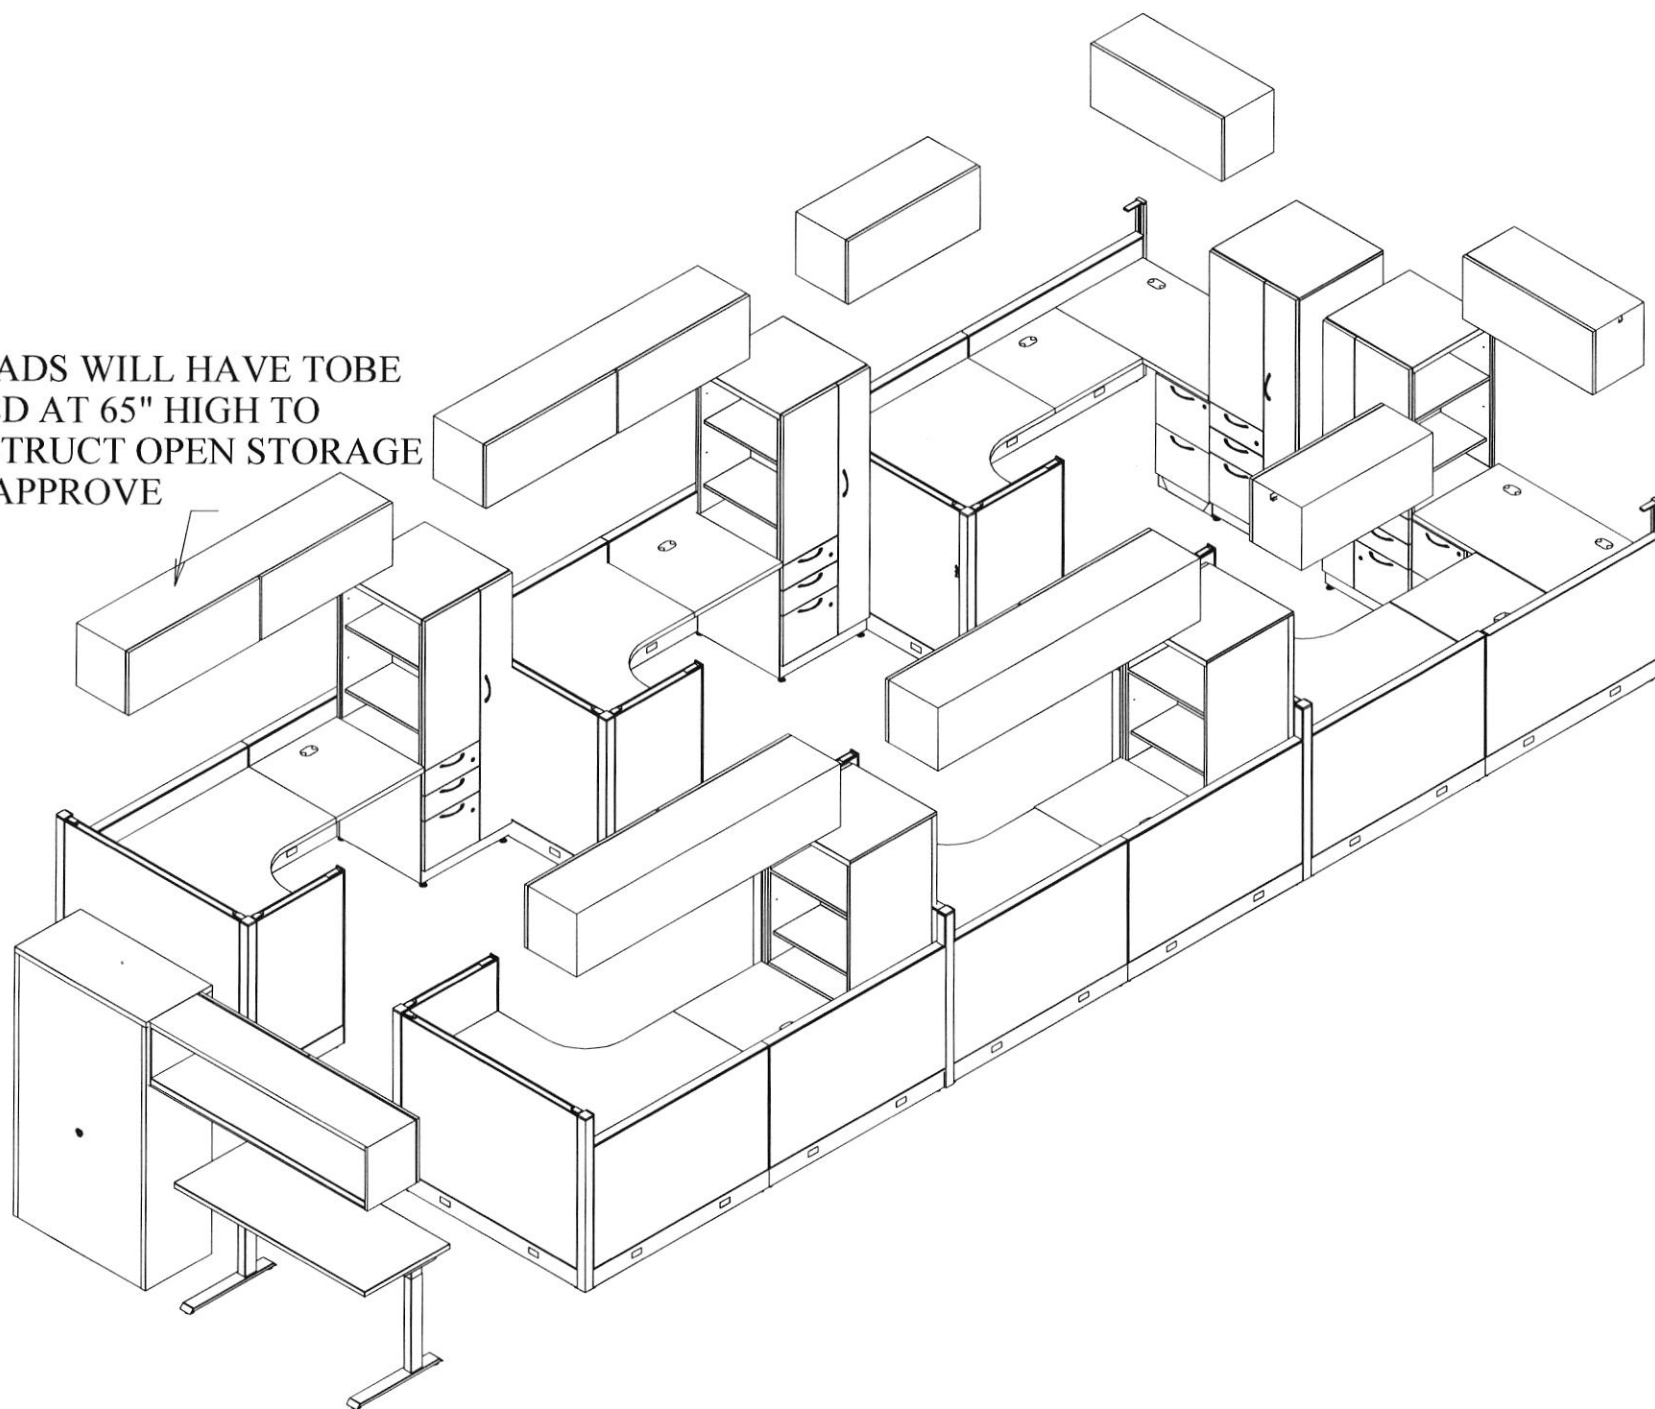 ADS WILL HAVE TOBE
D AT 65" HIGH TO
TRUCT OPEN STORAGE
APPROVE